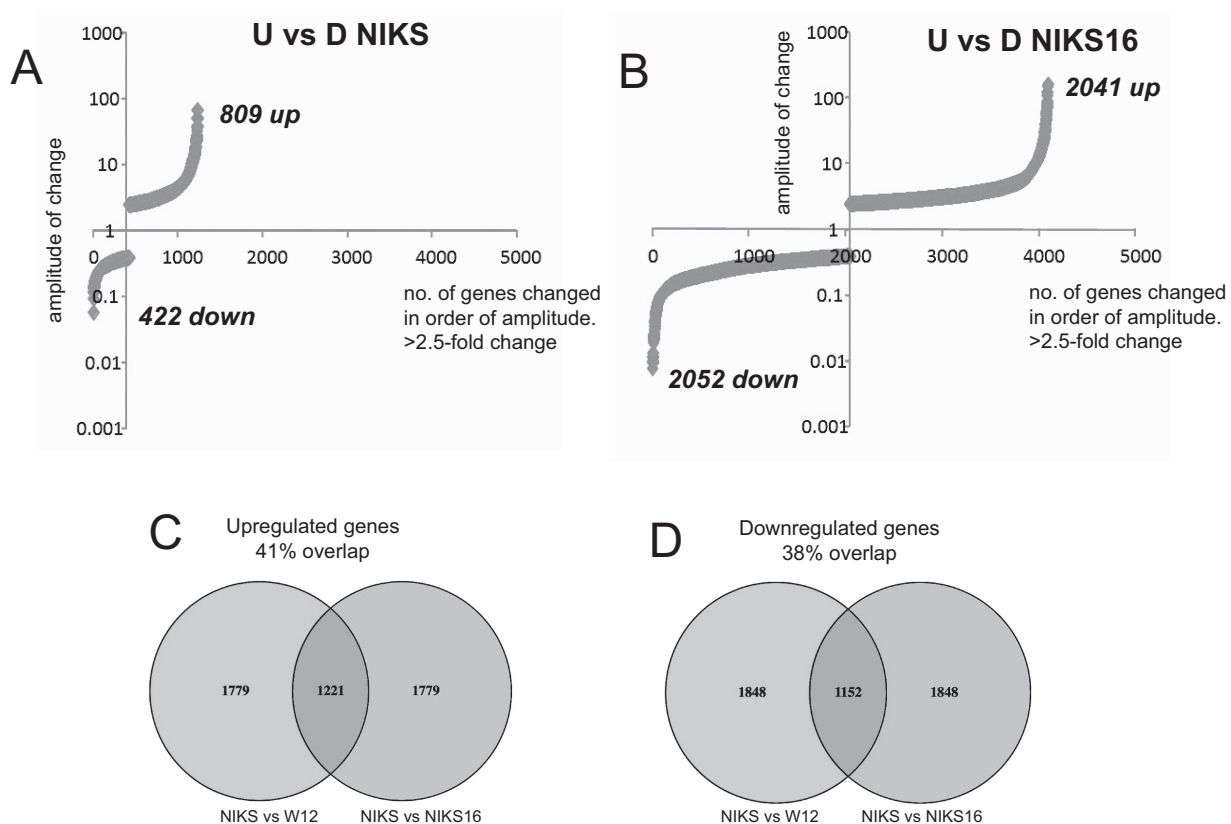 A
U vs D NIKS
amplitude of change
1000
100
10
1
0.1
0.01
0.001
0 1000 2000 3000 4000 5000
809 up
422 down
no. of genes changed
in order of amplitude.
>2.5-fold change
B
U vs D NIKS16
amplitude of change
1000
100
10
1
0.1
0.01
0.001
0 1000 2000 3000 4000 5000
2041 up
2052 down
no. of genes changed
in order of amplitude.
>2.5-fold change
C
Upregulated genes
41% overlap
1779 1221 1779
NIKS vs W12 NIKS vs NIKS16
D
Downregulated genes
38% overlap
1848 1152 1848
NIKS vs W12 NIKS vs NIKS16